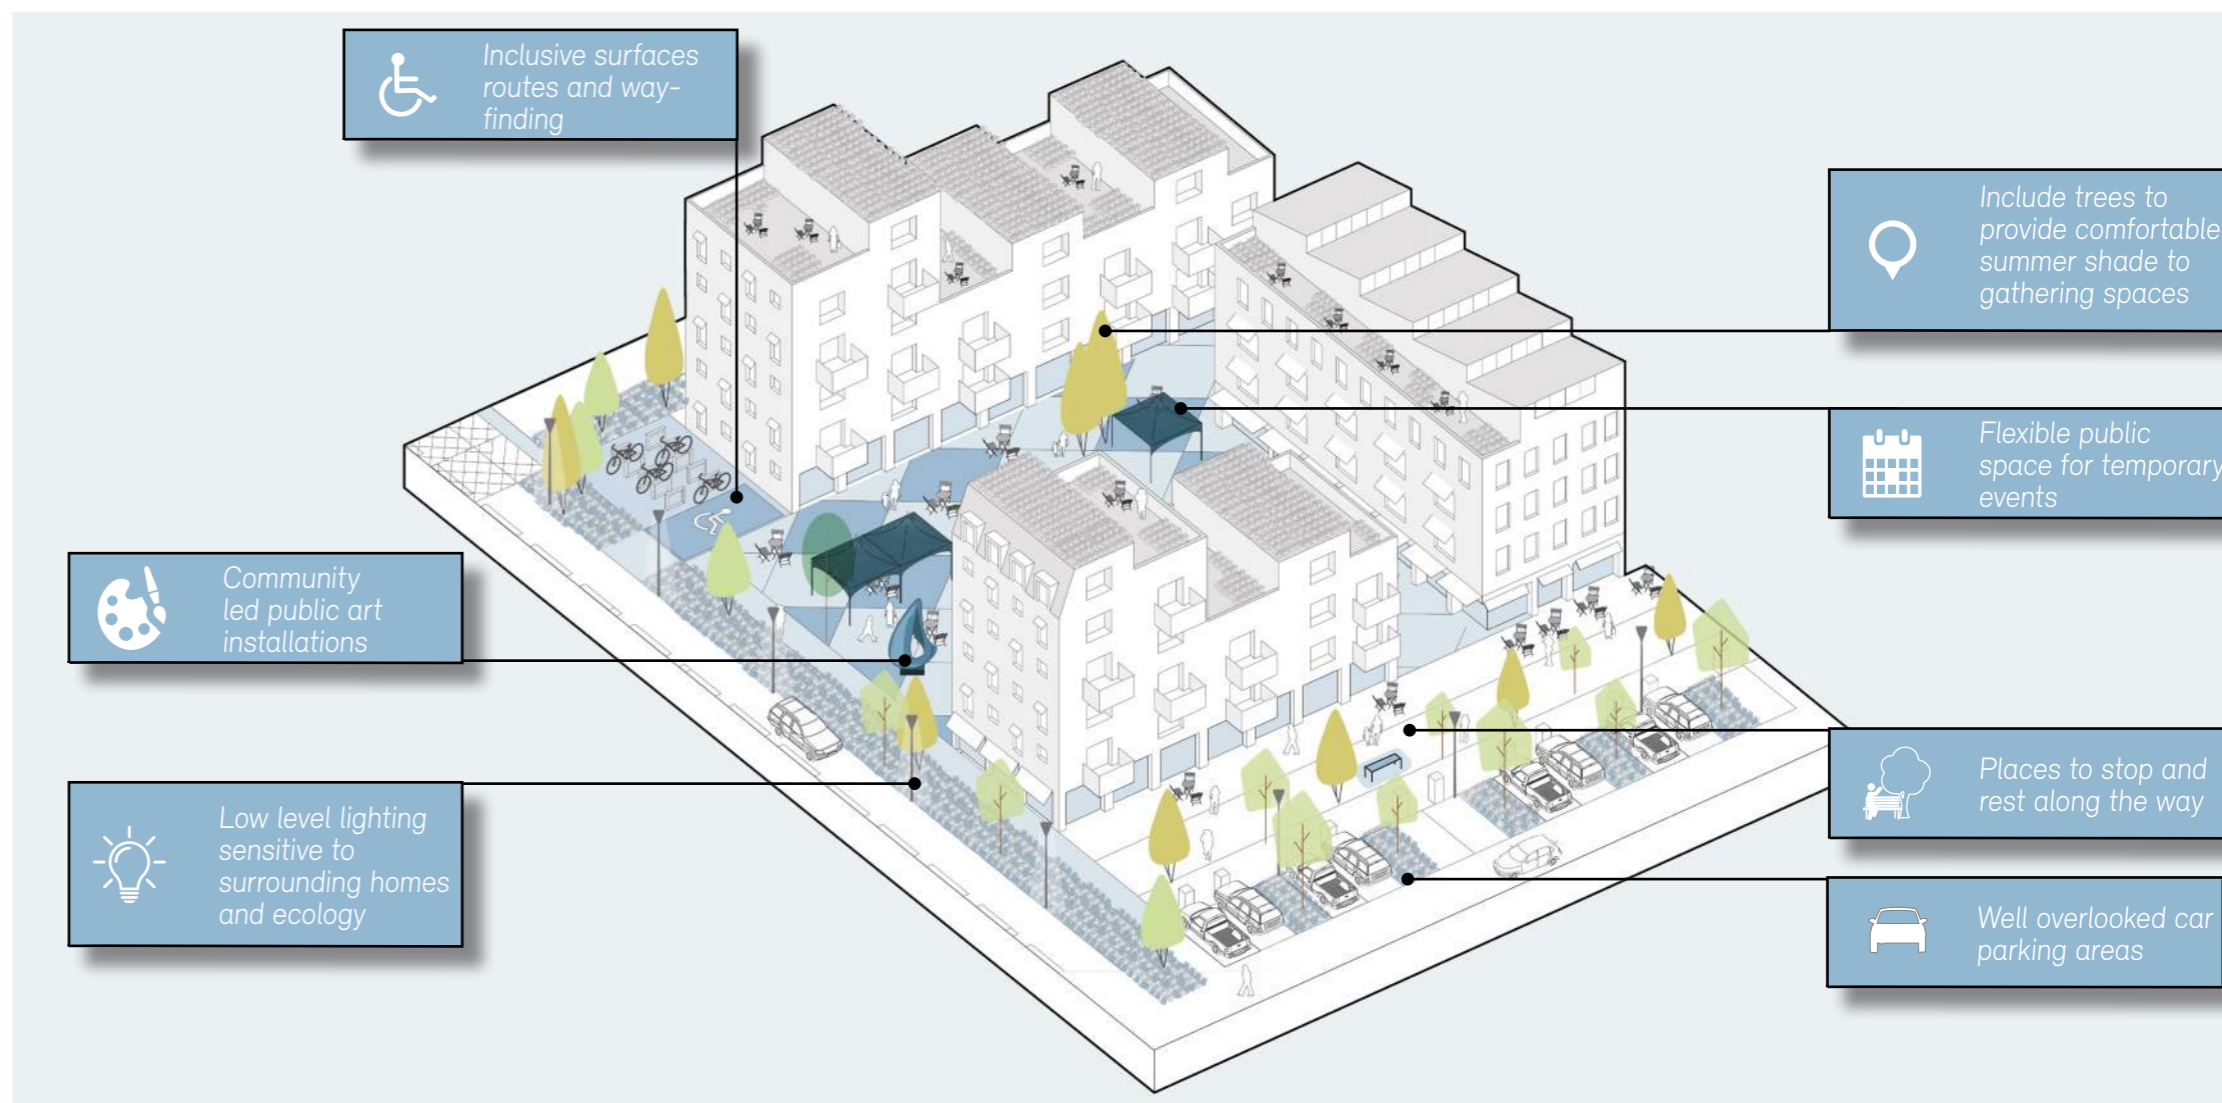 Inclusive surfaces
routes and way-
finding
Include trees to
provide comfortable
summer shade to
gathering spaces
Flexible public
space for temporary
events
Community
led public art
installations
Low level lighting
sensitive to
surrounding homes
and ecology
Places to stop and
rest along the way
Well overlooked car
parking areas